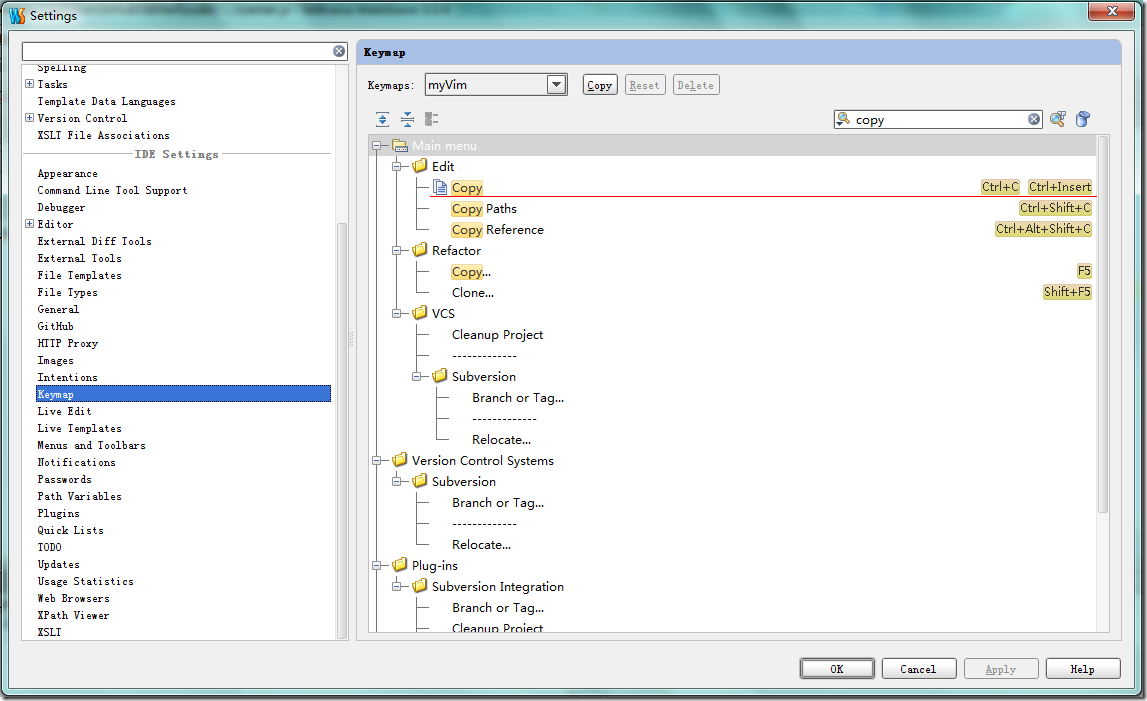 WS Settings
Spelling
Tasks
Template Data Languages
Version Control
XSLT File Associations
IDE Settings
Appearance
Command Line Tool Support
Debugger
Editor
External Diff Tools
External Tools
File Templates
File Types
General
GitHub
HTTP Proxy
Images
Intentions
Keymap
Live Edit
Live Templates
Menus and Toolbars
Notifications
Passwords
Path Variables
Plugins
Quick Lists
TODO
Updates
Usage Statistics
Web Browsers
XPath Viewer
XSLT
Keymap
Keymaps: myVim Copy Reset Delete
copy
Main menu
Edit
Copy Ctrl+C Ctrl+Insert
Copy Paths Ctrl+Shift+C
Copy Reference Ctrl+Alt+Shift+C
Refactor
Copy... F5
Clone... Shift+F5
VCS
Cleanup Project
-------------
Subversion
Branch or Tag...
-------------
Relocate...
Version Control Systems
Subversion
Branch or Tag...
-------------
Relocate...
Plug-ins
Subversion Integration
Branch or Tag...
Cleanup Project
OK Cancel Apply Help